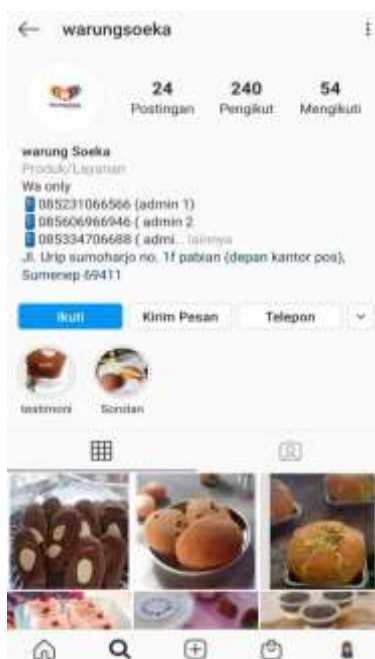 warungsoeka
24 240 54
Postingan Pengikut Mengikuti
warung Soeka
Produk/Layanan
Wa only
085231066566 (admin 1)
085606966946 ( admin 2
085334706688 ( admi... lainnya
Jl. Urip sumoharjo no. 1f pabian (depan kantor pos),
Sumenep 69411
Ikuti Kirim Pesan Telepon
testimoni Sorotan